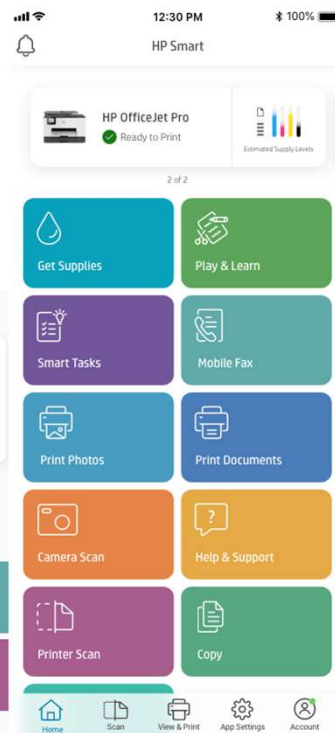 12:30 PM
100%
HP Smart
HP OfficeJet Pro
Ready to Print
Estimated Supply Levels
2 of 2
Get Supplies
Play & Learn
Smart Tasks
Mobile Fax
Print Photos
Print Documents
?
Camera Scan
Help & Support
Printer Scan
Copy
Home
Scan
View & Print
App Settings
Account